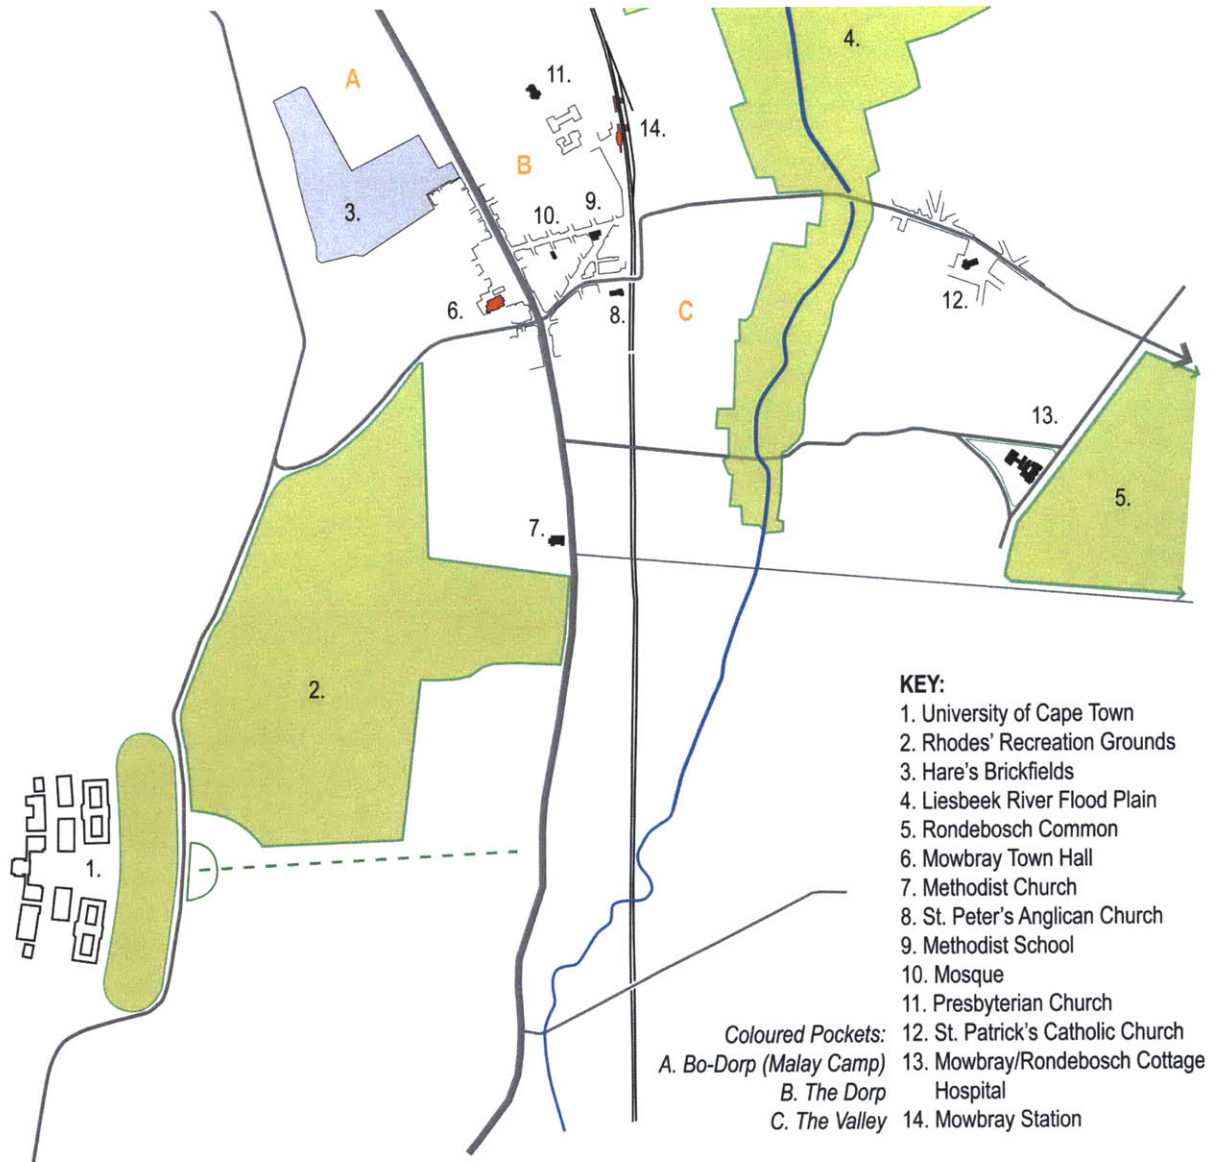 4.
A
11.
14.
B
3.
9.
10.
12.
6.
8.
C
13.
5.
7.
2.
1.
KEY:
1. University of Cape Town
2. Rhodes' Recreation Grounds
3. Hare's Brickfields
4. Liesbeek River Flood Plain
5. Rondebosch Common
6. Mowbray Town Hall
7. Methodist Church
8. St. Peter's Anglican Church
9. Methodist School
10. Mosque
11. Presbyterian Church
12. St. Patrick's Catholic Church
13. Mowbray/Rondebosch Cottage
Hospital
14. Mowbray Station
Coloured Pockets:
A. Bo-Dorp (Malay Camp)
B. The Dorp
C. The Valley